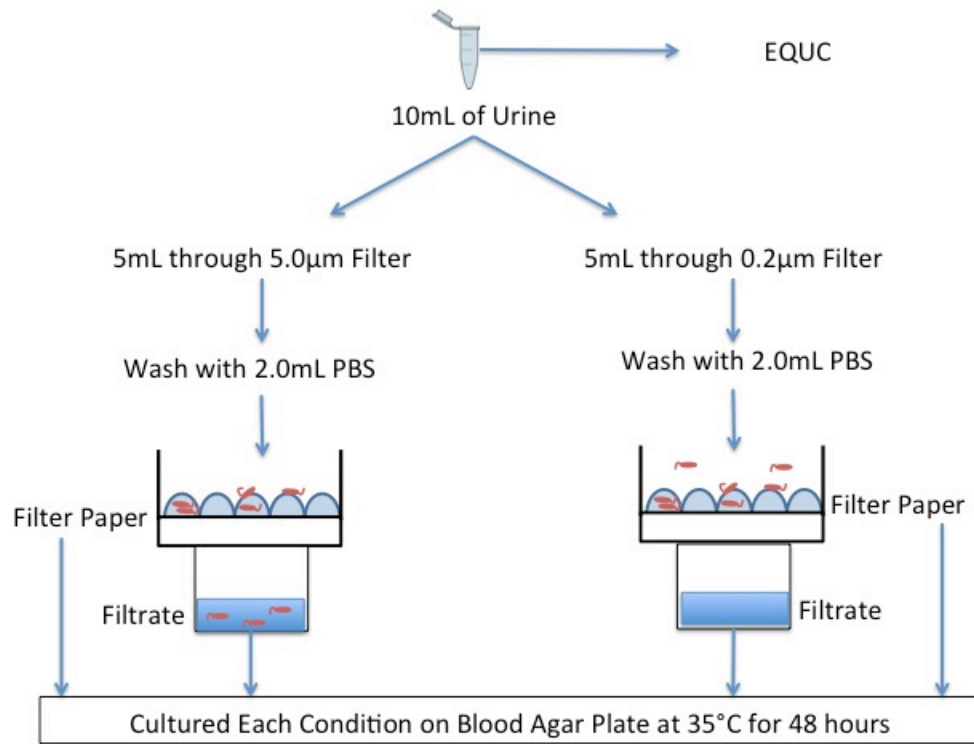 EQUC
10mL of Urine
5mL through 5.0µm Filter
5mL through 0.2µm Filter
Wash with 2.0mL PBS
Wash with 2.0mL PBS
Filter Paper
Filter Paper
Filtrate
Filtrate
Cultured Each Condition on Blood Agar Plate at 35°C for 48 hours